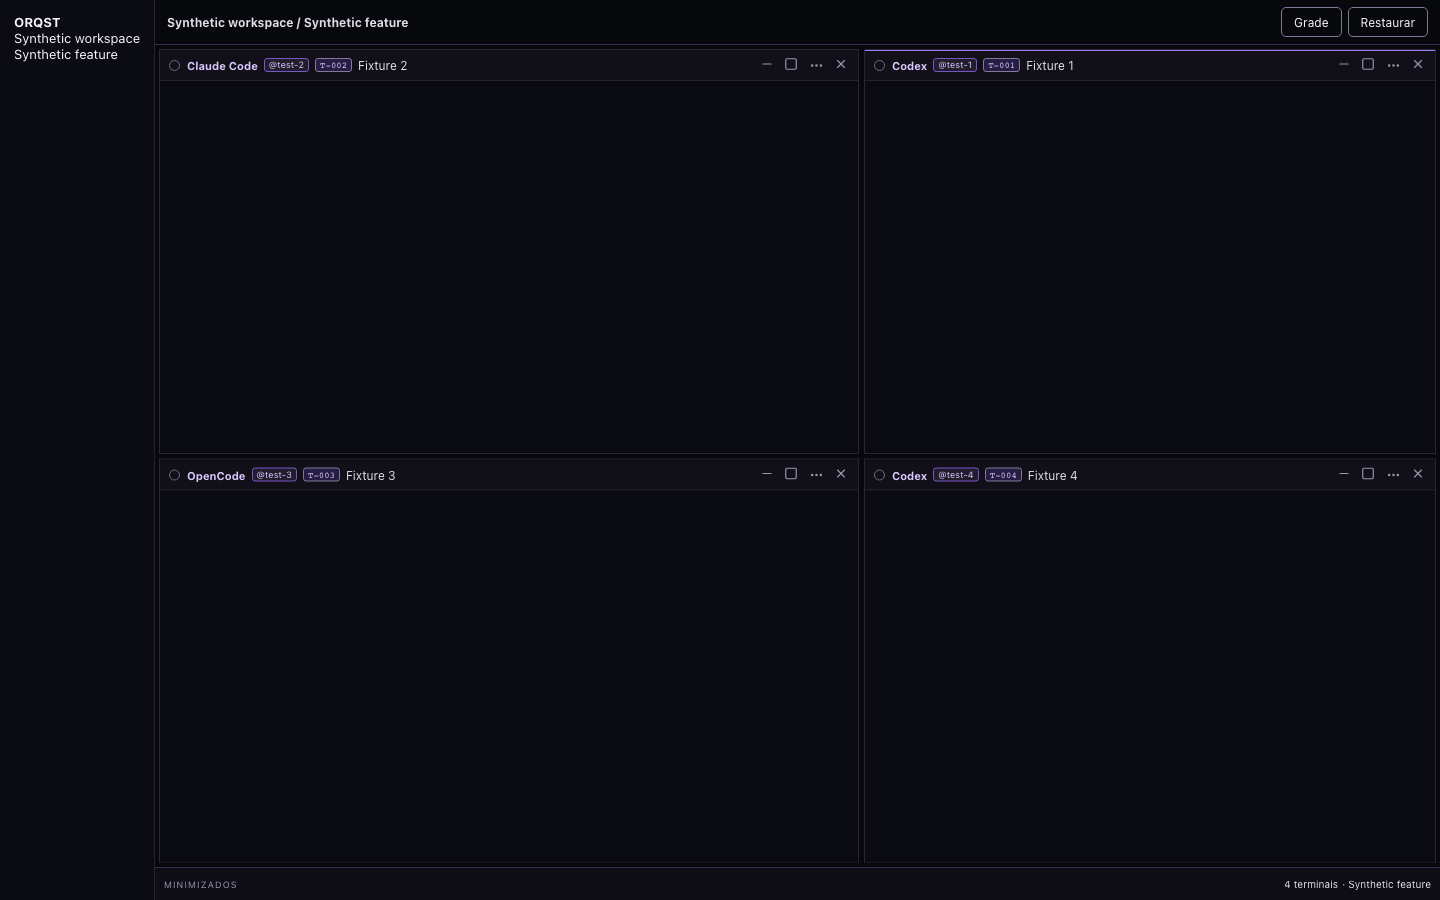 ORQST
Synthetic workspace
Synthetic feature
Synthetic workspace / Synthetic feature
Grade
Restaurar
Claude Code @test-2 T-002 Fixture 2
Codex @test-1 T-001 Fixture 1
OpenCode @test-3 T-003 Fixture 3
Codex @test-4 T-004 Fixture 4
MINIMIZADOS
4 terminais · Synthetic feature